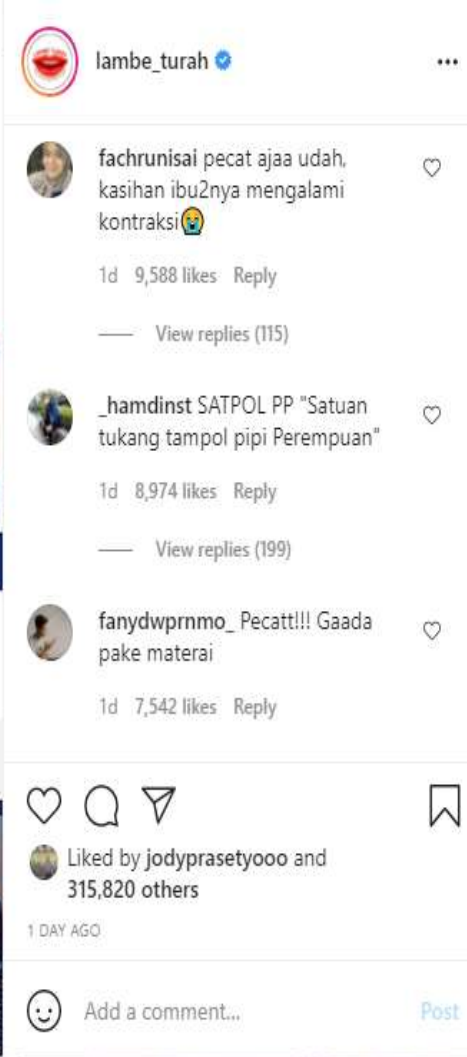 lambe_turah
fachrunisai pecat ajaa udah,
kasihan ibu2nya mengalami
kontraksi😭
1d 9,588 likes Reply
View replies (115)
_hamdinst SATPOL PP "Satuan
tukang tampol pipi Perempuan"
1d 8,974 likes Reply
View replies (199)
fanydwprnmo_ Pecatt!!! Gaada
pake materai
1d 7,542 likes Reply
Liked by jodyprasetyooo and
315,820 others
1 DAY AGO
Add a comment... Post